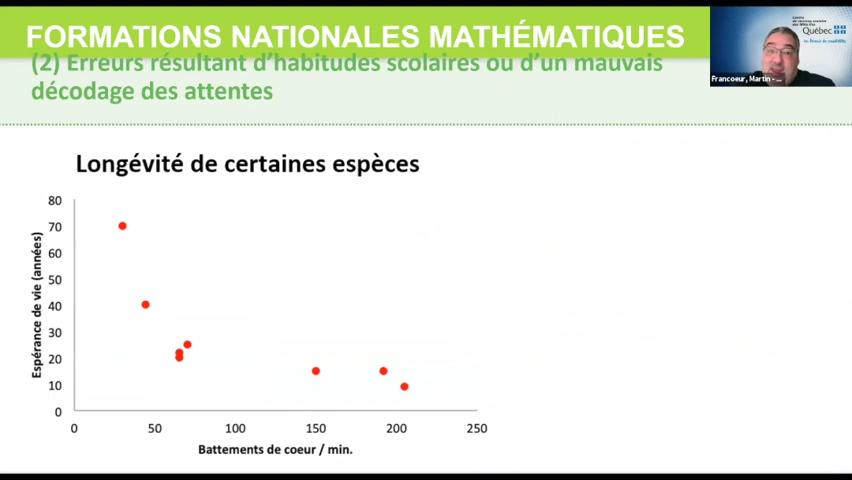 FORMATIONS NATIONALES MATHÉMATIQUES
(2) Erreurs résultant d'habitudes scolaires ou d'un mauvais
décodage des attentes
Québec
Francoeur, Martin - ...
Longévité de certaines espèces
Espérance de vie (années)
80
70
60
50
40
30
20
10
0
0 50 100 150 200 250
Battements de coeur / min.